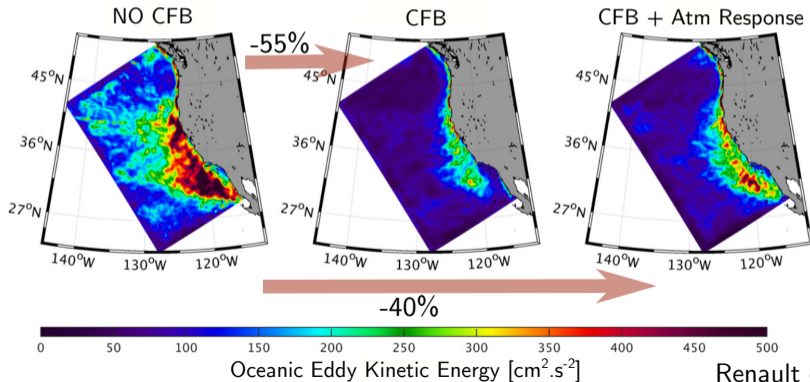 NO CFB
CFB
CFB + Atm Response
-55%
45°N
36°N
27°N
140°W
130°W
120°W
45°N
36°N
27°N
140°W
130°W
120°W
45°N
36°N
27°N
140°W
130°W
120°W
-40%
0 50 100 150 200 250 300 350 400 450 500
Oceanic Eddy Kinetic Energy [cm².s⁻²]
Renault